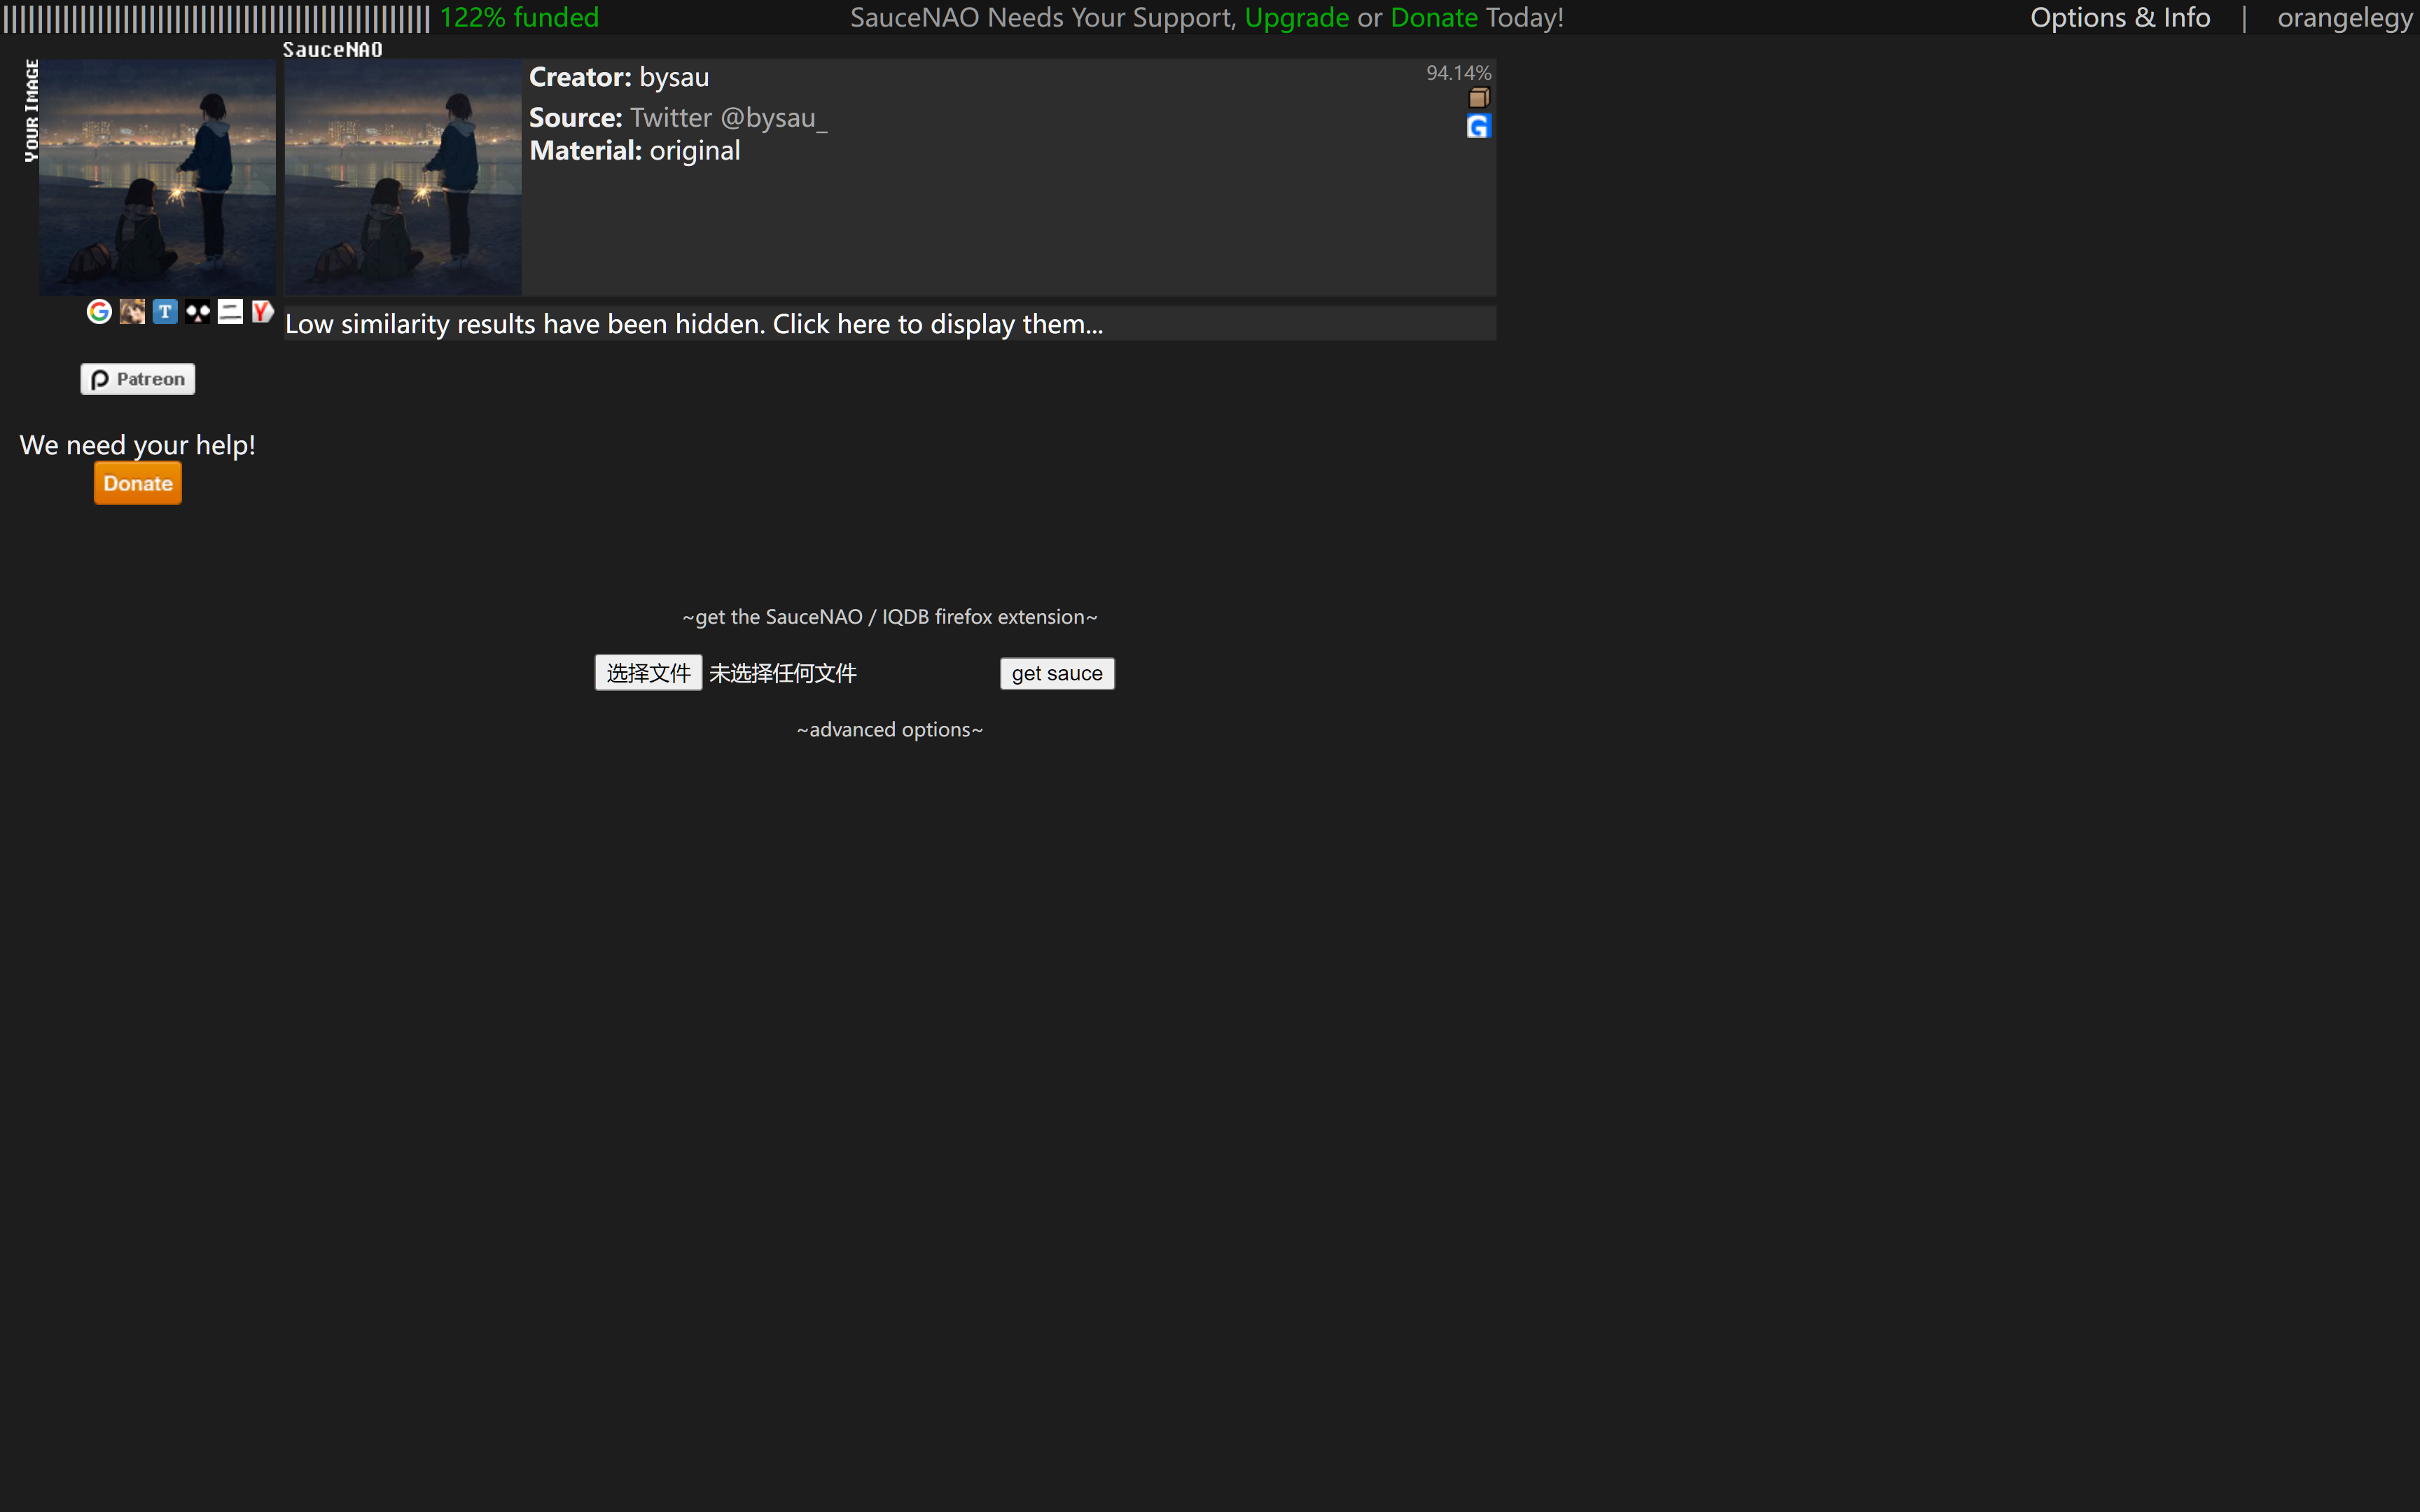 122% funded
SauceNAO Needs Your Support, Upgrade or Donate Today!
Options & Info | orangelegy
SauceNAO
YOUR IMAGE
Creator: bysau
94.14%
Source: Twitter @bysau_
Material: original
Low similarity results have been hidden. Click here to display them...
Patreon
We need your help!
Donate
~get the SauceNAO / IQDB firefox extension~
选择文件 未选择任何文件 get sauce
~advanced options~